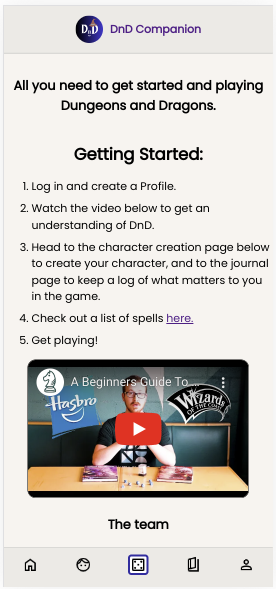 DnD
DnD Companion
All you need to get started and playing
Dungeons and Dragons.
Getting Started:
1. Log in and create a Profile.
2. Watch the video below to get an
understanding of DnD.
3. Head to the character creation page below
to create your character, and to the journal
page to keep a log of what matters to you
in the game.
4. Check out a list of spells here.
5. Get playing!
A Beginners Guide To ...
Hasbro
Wizards
OF THE COAST
The team